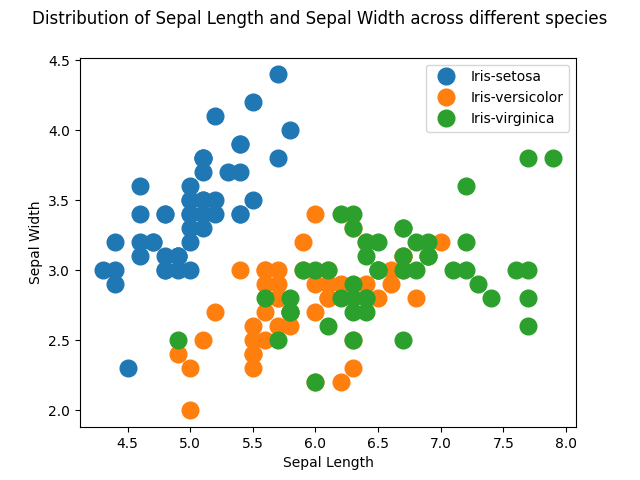 Distribution of Sepal Length and Sepal Width across different species
Iris-setosa
Iris-versicolor
Iris-virginica
4.5
4.0
3.5
3.0
2.5
2.0
Sepal Width
4.5 5.0 5.5 6.0 6.5 7.0 7.5 8.0
Sepal Length